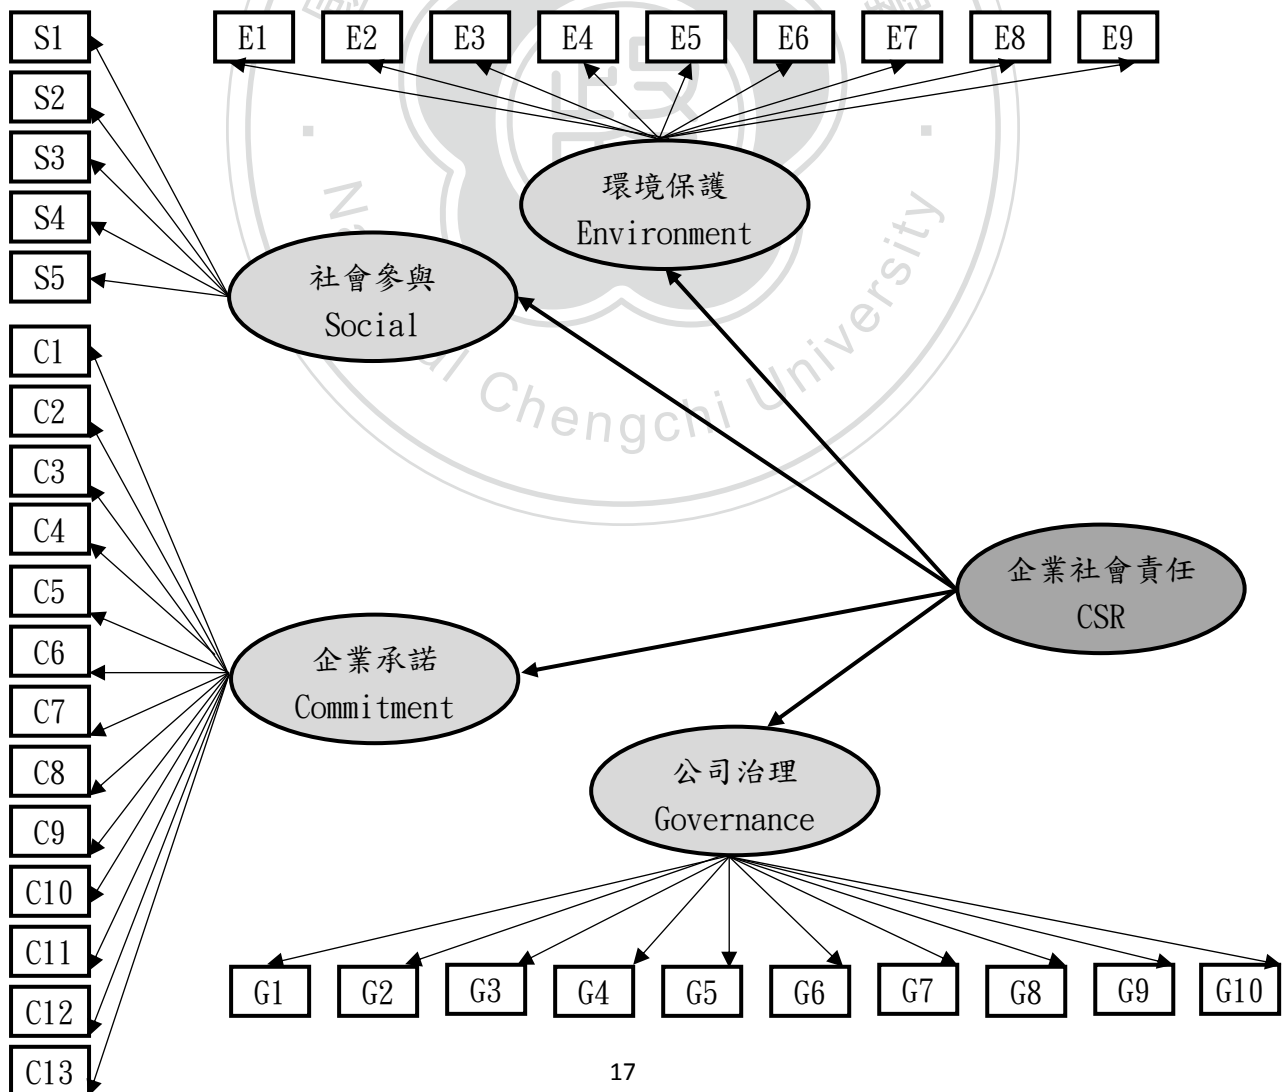 S1
S2
S3
S4
S5
E1
E2
E3
E4
E5
E6
E7
E8
E9
環境保護
Environment
社會參與
Social
C1
C2
C3
C4
C5
C6
C7
C8
C9
C10
C11
C12
C13
企業社會責任
CSR
企業承諾
Commitment
公司治理
Governance
G1
G2
G3
G4
G5
G6
G7
G8
G9
G10
Chengchi University
17